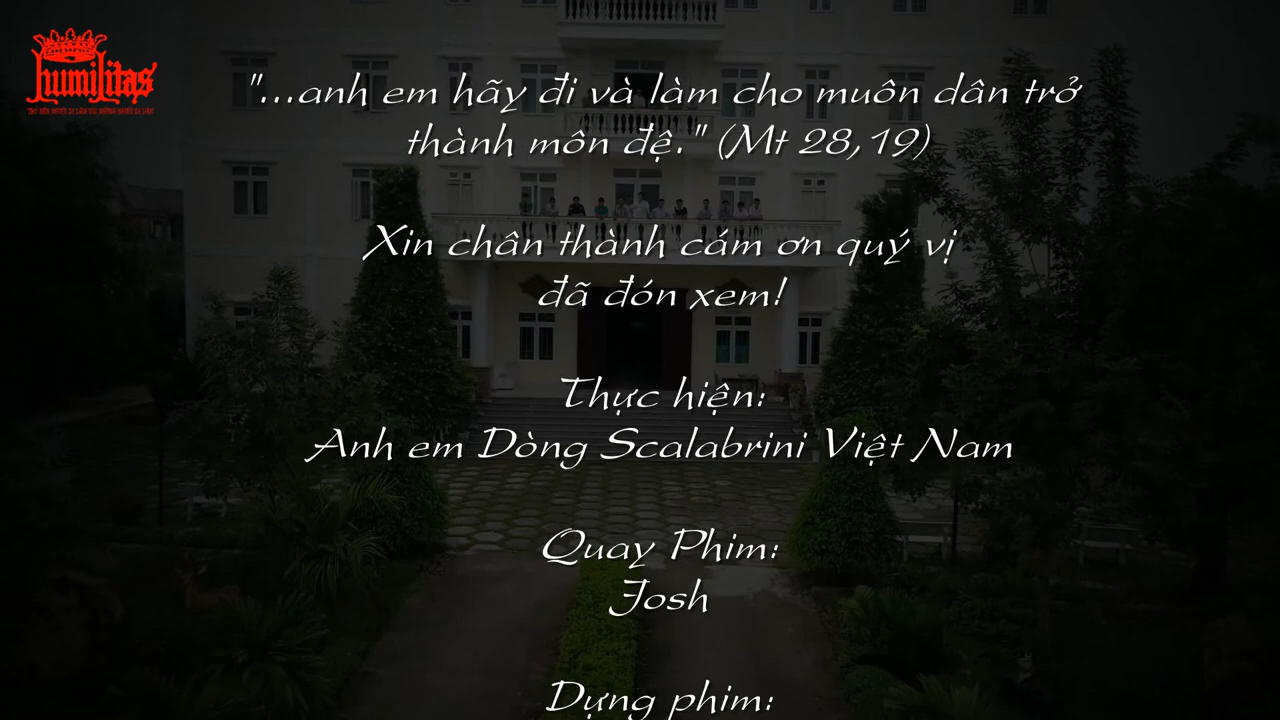 humilitas
"...anh em hãy đi và làm cho muôn dân trở
thành môn đệ." (Mt 28,19)
Xin chân thành cám ơn quý vị
đã đón xem!
Thực hiện:
Anh em Dòng Scalabrini Việt Nam
Quay Phim:
Josh
Dựng phim: